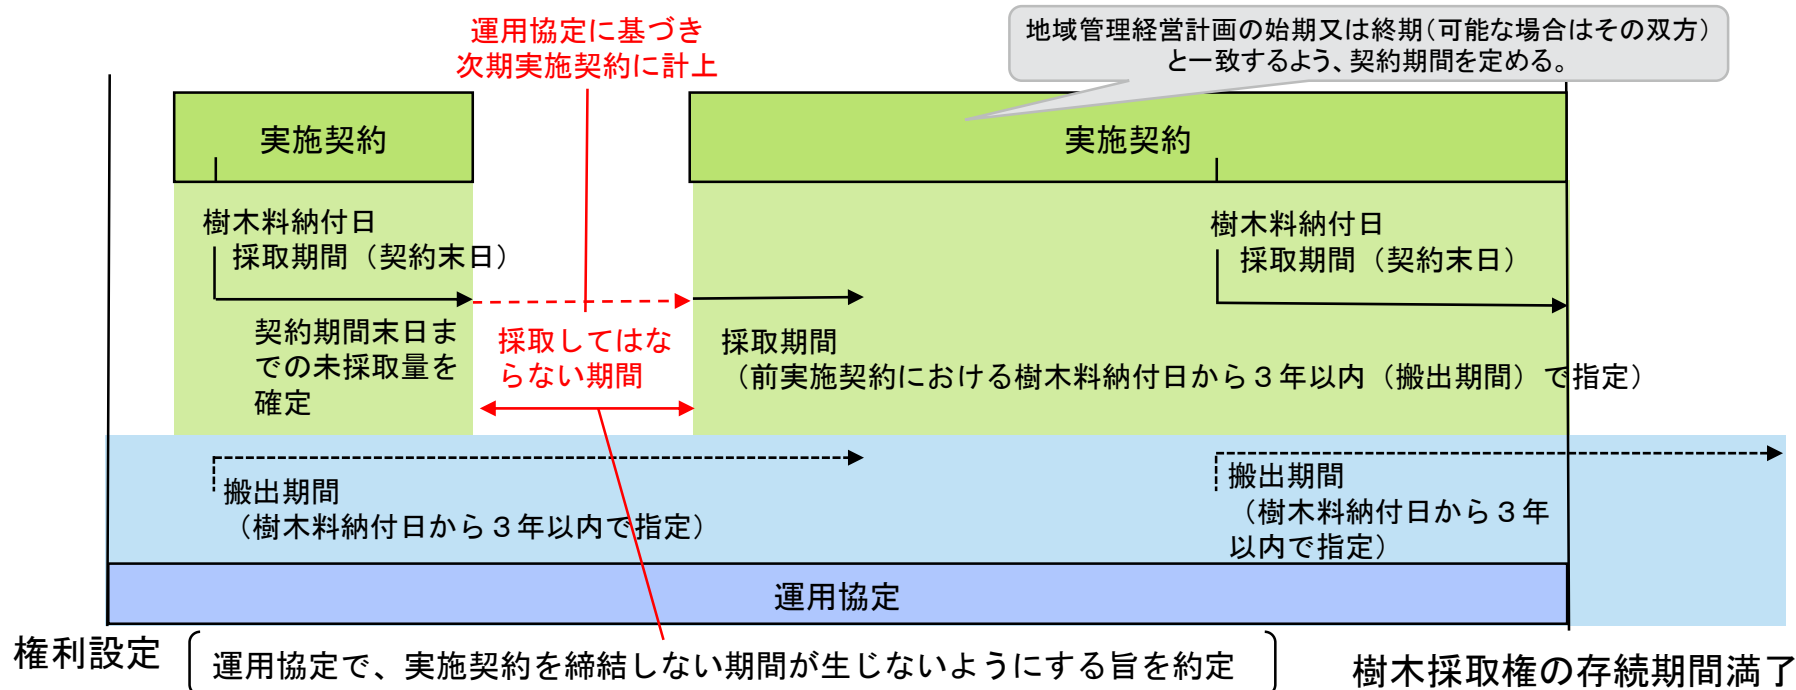 運用協定に基づき
次期実施契約に計上
地域管理経営計画の始期又は終期（可能な場合はその双方）
と一致するよう、契約期間を定める。
実施契約
実施契約
樹木料納付日
採取期間（契約末日）
樹木料納付日
採取期間（契約末日）
契約期間末日ま
での未採取量を
確定
採取してはな
らない期間
採取期間
（前実施契約における樹木料納付日から３年以内（搬出期間）で指定）
搬出期間
（樹木料納付日から３年以内で指定）
搬出期間
（樹木料納付日から３年
以内で指定）
運用協定
権利設定
運用協定で、実施契約を締結しない期間が生じないようにする旨を約定
樹木採取権の存続期間満了